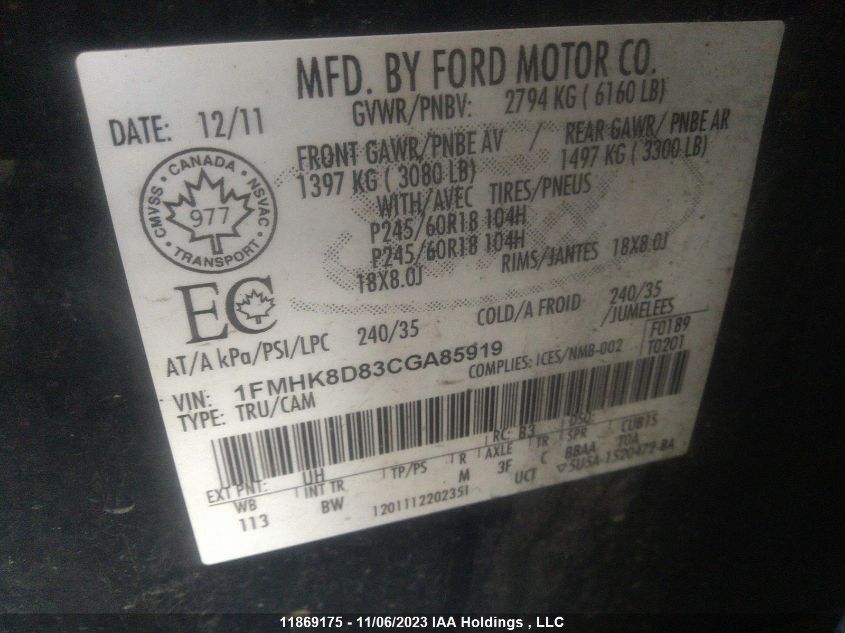 MFD. BY FORD MOTOR CO.
DATE: 12/11 GVWR/PNBV: 2794 KG ( 6160 LB)
FRONT GAWR/PNBE AV / REAR GAWR/ PNBE AR
1397 KG ( 3080 LB) 1497 KG ( 3300 LB)
WITH/AVEC TIRES/PNEUS
P245/60R18 104H
P245/60R18 104H
18X8.0J RIMS/JANTES 18X8.0J
CMVSS · CANADA · NSVAC · TRANSPORT
977
EC
AT/A kPa/PSI/LPC 240/35 COLD/A FROID 240/35
/JUMELEES
VIN: 1FMHK8D83CGA85919 F0189
TYPE: TRU/CAM COMPLIES: ICES/NMB-002 T0201
RC: 83 DSO:
EXT PNT: UH
WB INT TR TP/PS R AXLE TR SPR CUBTS
113 BW M 3F C BBAA TOA
1201112202351 UCT 5U5A-1520472-BA
11869175 - 11/06/2023 IAA Holdings , LLC